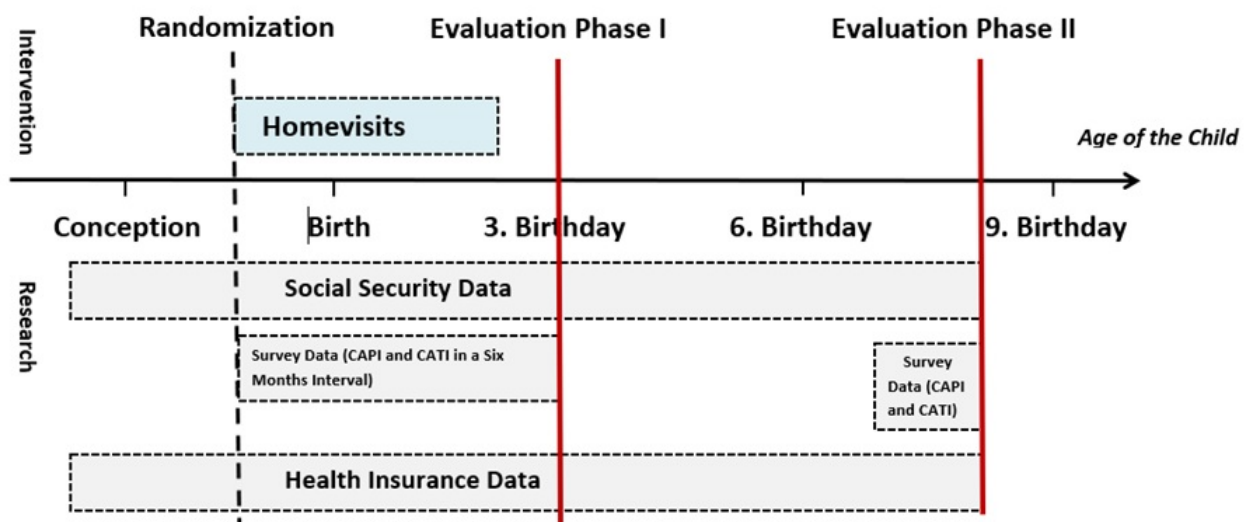 Randomization
Evaluation Phase I
Evaluation Phase II
Intervention
Homevisits
Age of the Child
Conception
Birth
3. Birthday
6. Birthday
9. Birthday
Research
Social Security Data
Survey Data (CAPI and CATI in a Six
Months Interval)
Survey
Data (CAPI
and CATI)
Health Insurance Data